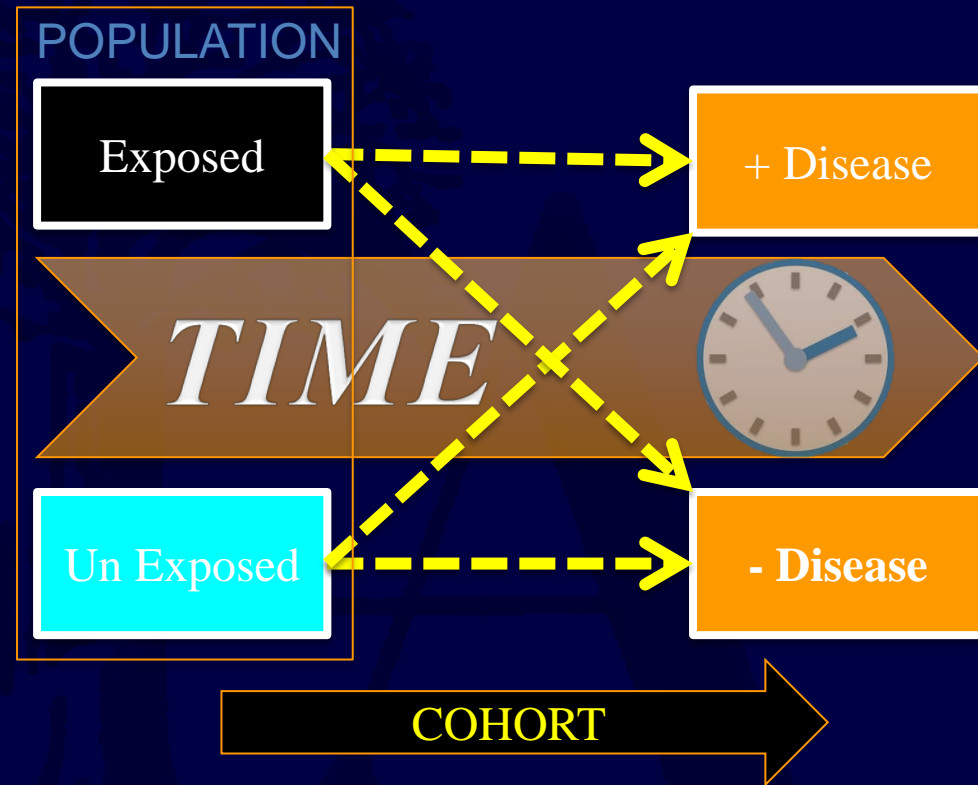 POPULATION
Exposed
+ Disease
TIME
Un Exposed
- Disease
COHORT